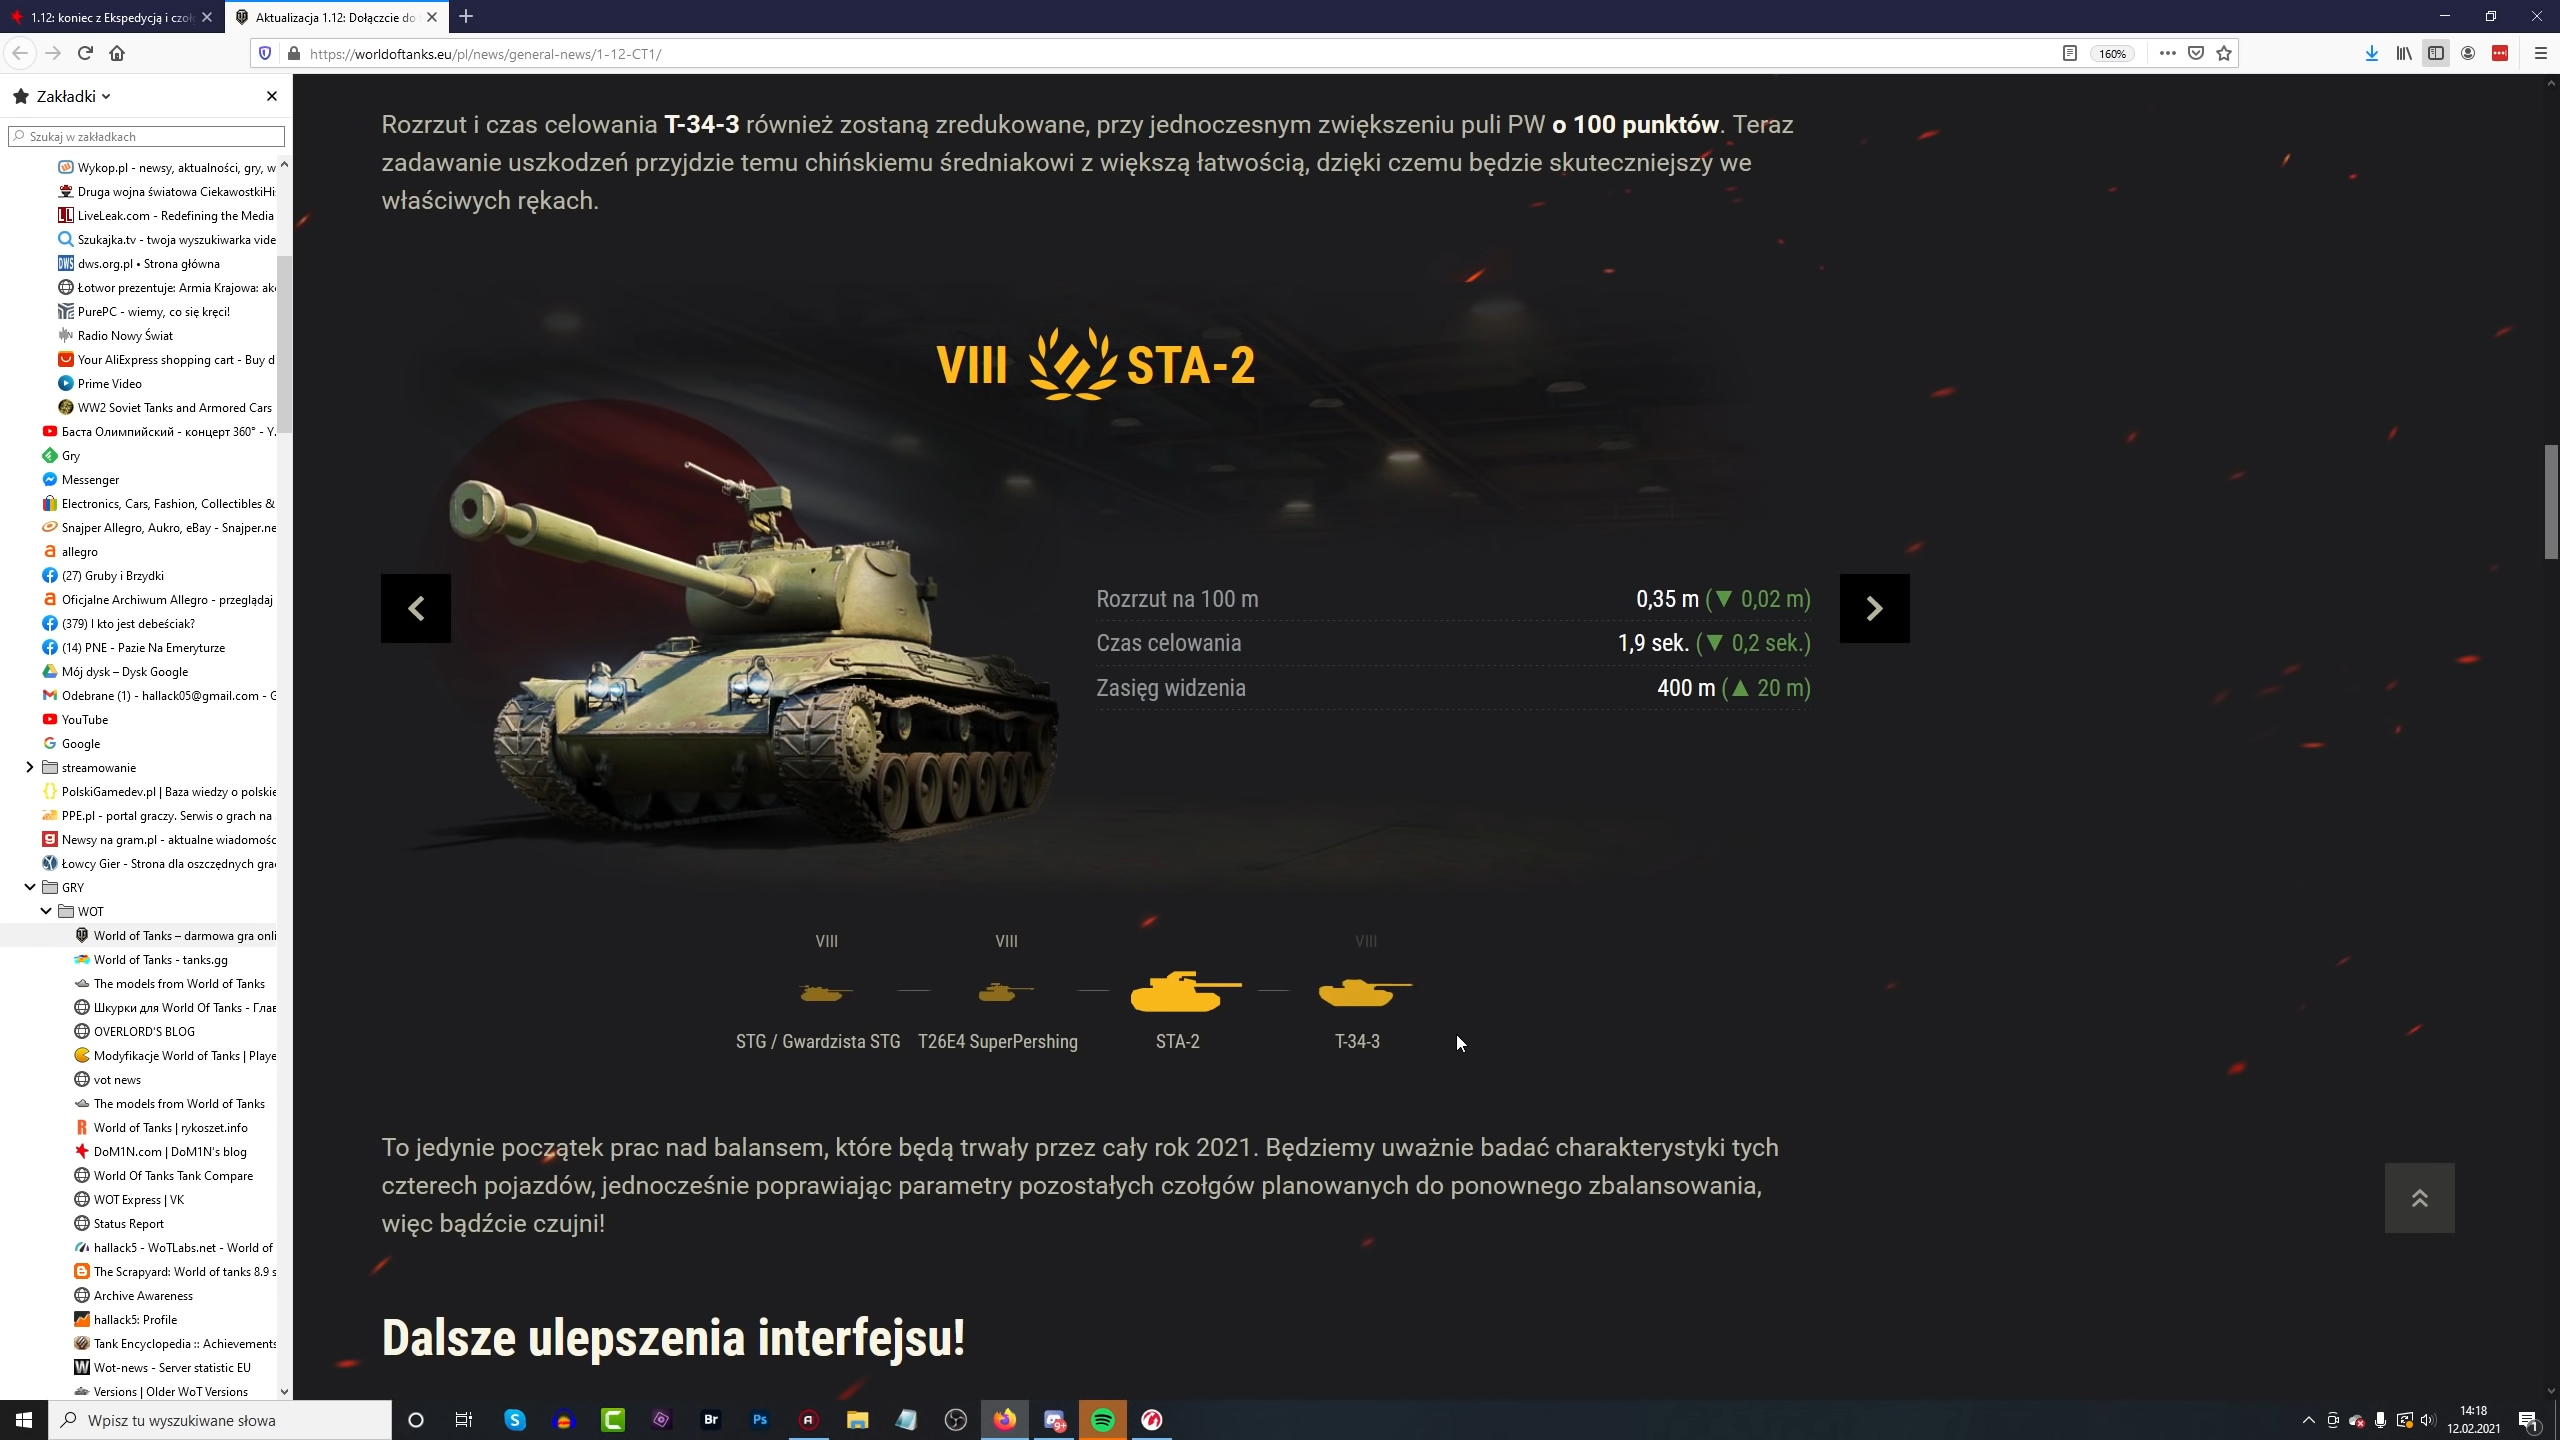 1.12: koniec z Ekspedycją i czoł
Aktualizacja 1.12: Dołączcie do
https://worldoftanks.eu/pl/news/general-news/1-12-CT1/
160%
Zakładki
Szukaj w zakładkach
Wykop.pl - newsy, aktualności, gry, w
Druga wojna światowa CiekawostkiHi
LiveLeak.com - Redefining the Media
Szukajka.tv - twoja wyszukiwarka vide
dws.org.pl • Strona główna
Łotwor prezentuje: Armia Krajowa: ak
PurePC - wiemy, co się kręci!
Radio Nowy Świat
Your AliExpress shopping cart - Buy d
Prime Video
WW2 Soviet Tanks and Armored Cars
Баста Олимпийский - концерт 360° - Y
Gry
Messenger
Electronics, Cars, Fashion, Collectibles &
Snajper Allegro, Aukro, eBay - Snajper.ne
allegro
(27) Gruby i Brzydki
Oficjalne Archiwum Allegro - przeglądaj
(379) I kto jest debeściak?
(14) PNE - Pazie Na Emeryturze
Mój dysk – Dysk Google
Odebrane (1) - hallack05@gmail.com - G
YouTube
Google
streamowanie
PolskiGamedev.pl | Baza wiedzy o polskie
PPE.pl - portal graczy. Serwis o grach na
Newsy na gram.pl - aktualne wiadomośc
Łowcy Gier - Strona dla oszczędnych gra
GRY
WOT
World of Tanks – darmowa gra onli
World of Tanks - tanks.gg
The models from World of Tanks
Шкурки для World Of Tanks - Глав
OVERLORD'S BLOG
Modyfikacje World of Tanks | Playe
vot news
The models from World of Tanks
World of Tanks | rykoszet.info
DoM1N.com | DoM1N's blog
World Of Tanks Tank Compare
WOT Express | VK
Status Report
hallack5 - WoTLabs.net - World of
The Scrapyard: World of tanks 8.9 s
Archive Awareness
hallack5: Profile
Tank Encyclopedia :: Achievements
Wot-news - Server statistic EU
Versions | Older WoT Versions
Rozrzut i czas celowania T-34-3 również zostaną zredukowane, przy jednoczesnym zwiększeniu puli PW o 100 punktów. Teraz
zadawanie uszkodzeń przyjdzie temu chińskiemu średniakowi z większą łatwością, dzięki czemu będzie skuteczniejszy we
właściwych rękach.
VIII STA-2
Rozrzut na 100 m 0,35 m (▼ 0,02 m)
Czas celowania 1,9 sek. (▼ 0,2 sek.)
Zasięg widzenia 400 m (▲ 20 m)
VIII VIII VIII
STG / Gwardzista STG T26E4 SuperPershing STA-2 T-34-3
To jedynie początek prac nad balansem, które będą trwały przez cały rok 2021. Będziemy uważnie badać charakterystyki tych
czterech pojazdów, jednocześnie poprawiając parametry pozostałych czołgów planowanych do ponownego zbalansowania,
więc bądźcie czujni!
Dalsze ulepszenia interfejsu!
Wpisz tu wyszukiwane słowa
Br
Ps
9+
14:18
12.02.2021
1